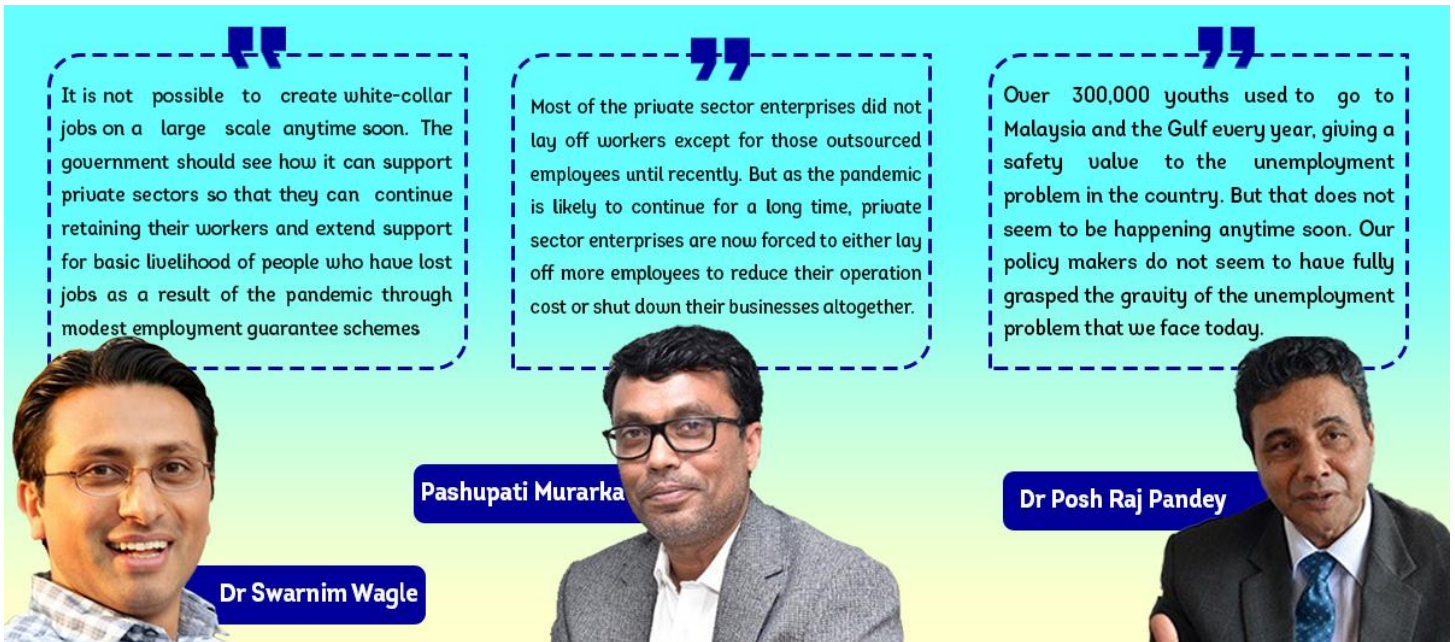 It is not possible to create white-collar
jobs on a large scale anytime soon. The
government should see how it can support
private sectors so that they can continue
retaining their workers and extend support
for basic livelihood of people who have lost
jobs as a result of the pandemic through
modest employment guarantee schemes
Dr Swarnim Wagle
Most of the private sector enterprises did not
lay off workers except for those outsourced
employees until recently. But as the pandemic
is likely to continue for a long time, private
sector enterprises are now forced to either lay
off more employees to reduce their operation
cost or shut down their businesses altogether.
Pashupati Murarka
Over 300,000 youths used to go to
Malaysia and the Gulf every year, giving a
safety value to the unemployment
problem in the country. But that does not
seem to be happening anytime soon. Our
policy makers do not seem to have fully
grasped the gravity of the unemployment
problem that we face today.
Dr Posh Raj Pandey